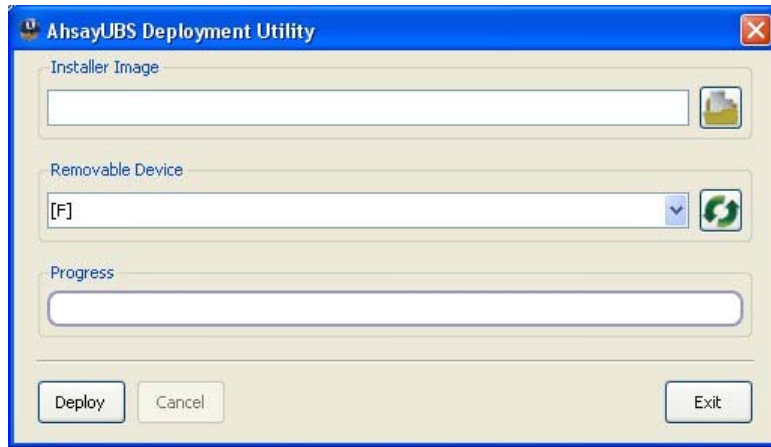 AhsayUBS Deployment Utility
Installer Image
Removable Device
[F]
Progress
Deploy Cancel Exit